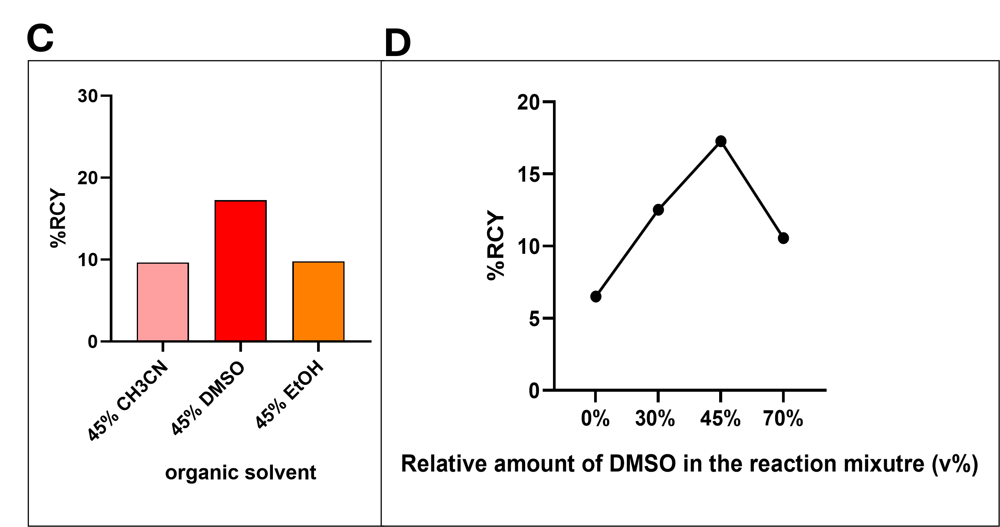 C
D
30
20
10
0
%RCY
45% CH3CN
45% DMSO
45% EtOH
organic solvent
20
15
10
5
0
%RCY
0%
30%
45%
70%
Relative amount of DMSO in the reaction mixutre (v%)